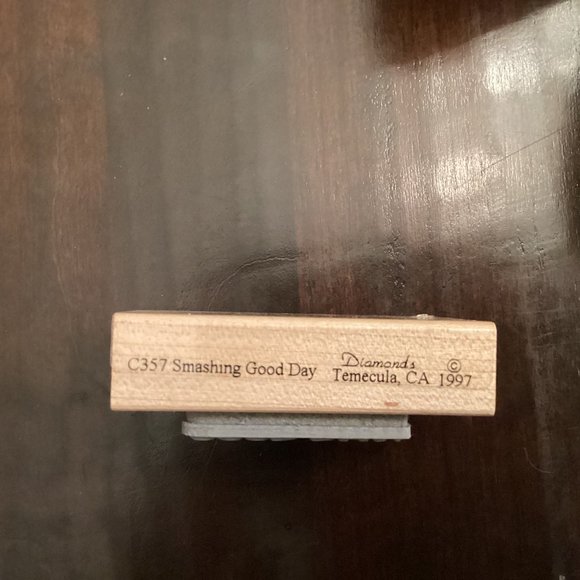 C357 Smashing Good Day
Diamonds ©
Temecula, CA 1997